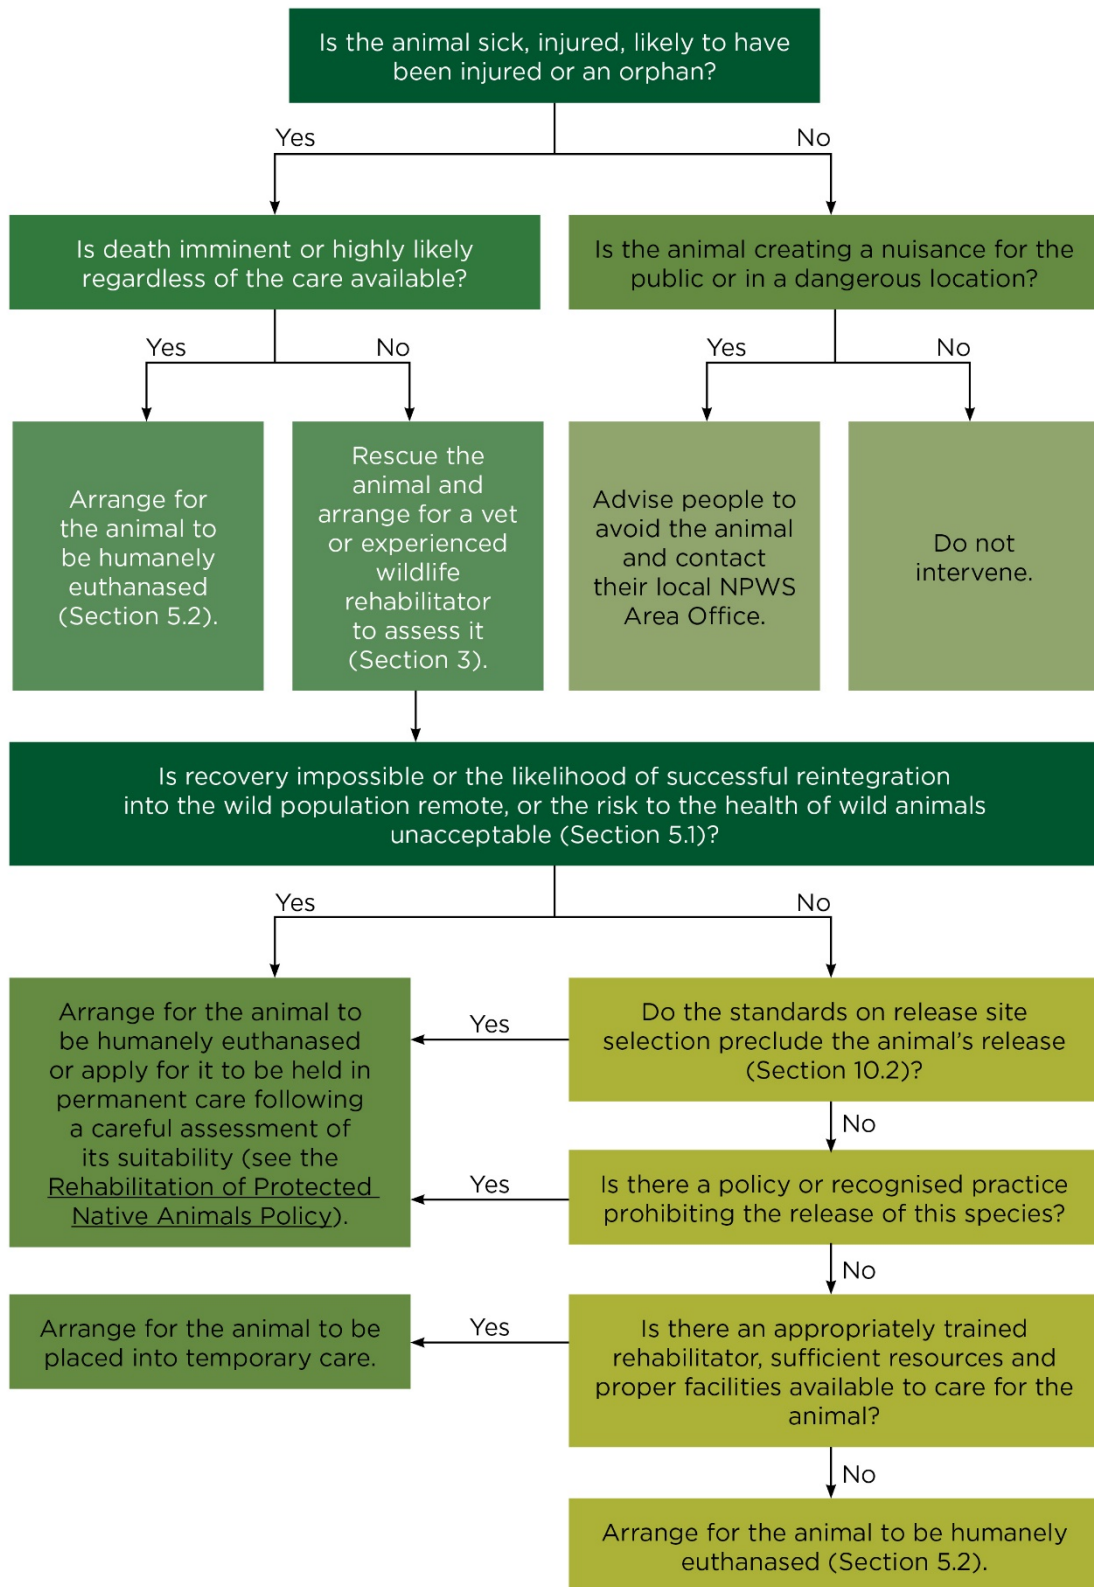 Is the animal sick, injured, likely to have
been injured or an orphan?
Yes
No
Is death imminent or highly likely
regardless of the care available?
Is the animal creating a nuisance for the
public or in a dangerous location?
Yes
No
Yes
No
Arrange for
the animal to
be humanely
euthanased
(Section 5.2).
Rescue the
animal and
arrange for a vet
or experienced
wildlife
rehabilitator
to assess it
(Section 3).
Advise people to
avoid the animal
and contact
their local NPWS
Area Office.
Do not
intervene.
Is recovery impossible or the likelihood of successful reintegration
into the wild population remote, or the risk to the health of wild animals
unacceptable (Section 5.1)?
Yes
No
Arrange for the animal to
be humanely euthanased
or apply for it to be held in
permanent care following
a careful assessment of
its suitability (see the
Rehabilitation of Protected
Native Animals Policy).
Yes
Do the standards on release site
selection preclude the animal’s release
(Section 10.2)?
No
Yes
Is there a policy or recognised practice
prohibiting the release of this species?
No
Arrange for the animal to be
placed into temporary care.
Yes
Is there an appropriately trained
rehabilitator, sufficient resources and
proper facilities available to care for the
animal?
No
Arrange for the animal to be humanely
euthanased (Section 5.2).